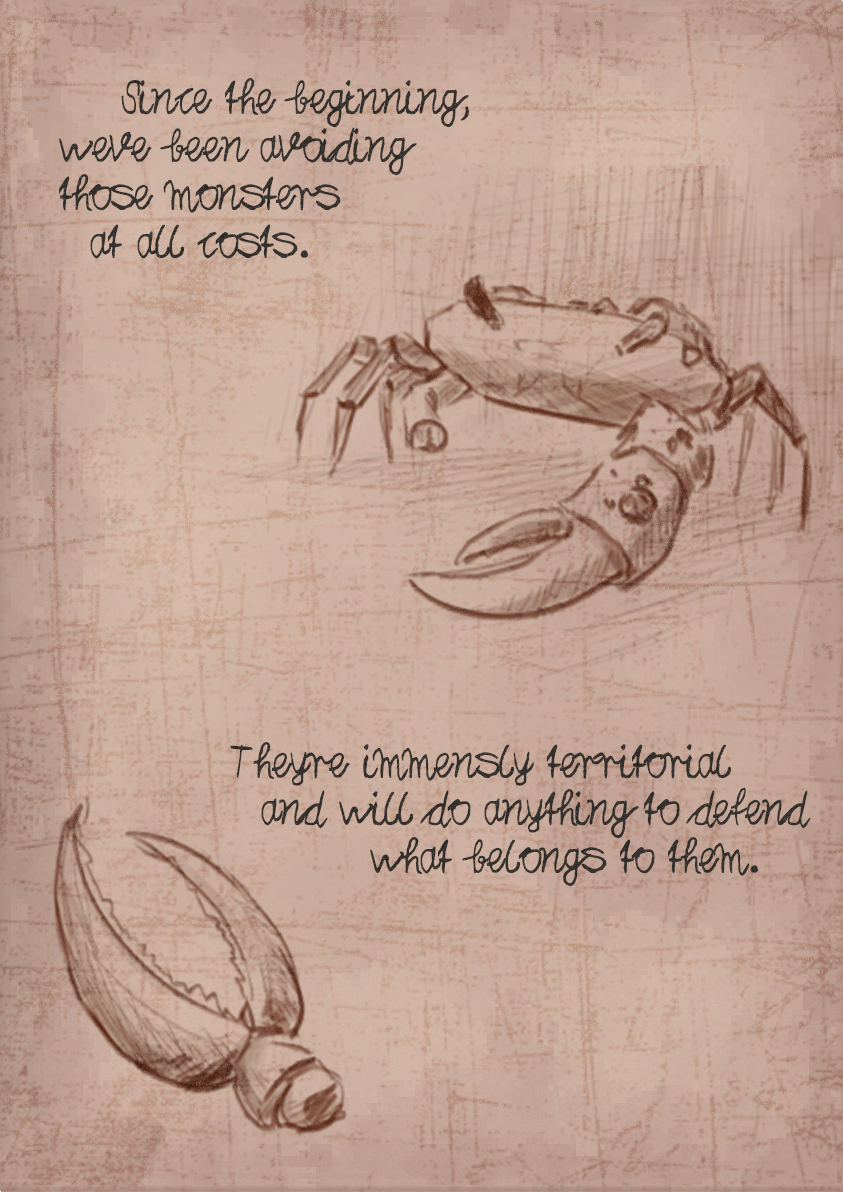 Since the beginning,
weve been avoiding
those monsters
at all costs.
Theyre immensly territorial
and will do anything to defend
what belongs to them.